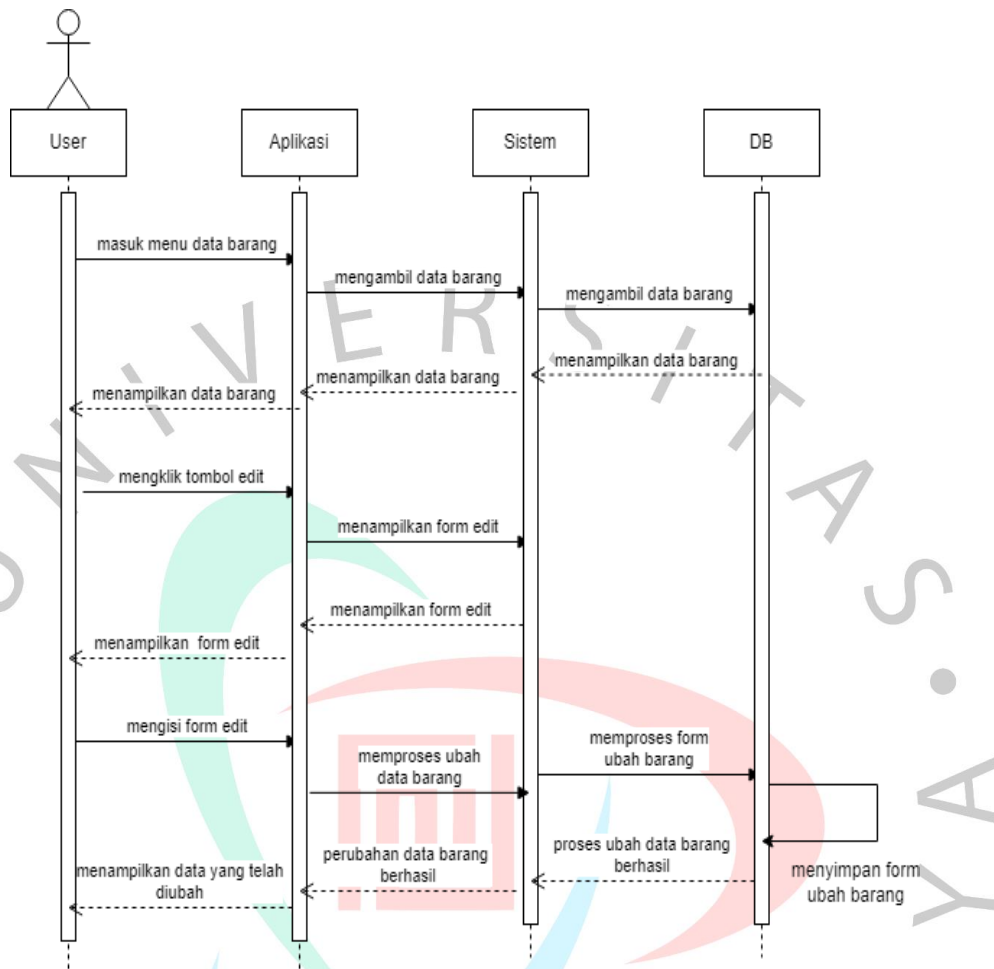 User
Aplikasi
Sistem
DB
masuk menu data barang
mengambil data barang
mengambil data barang
menampilkan data barang
menampilkan data barang
menampilkan data barang
mengklik tombol edit
menampilkan form edit
menampilkan form edit
menampilkan form edit
mengisi form edit
memproses form
ubah barang
memproses ubah
data barang
menyimpan form
ubah barang
proses ubah data barang
berhasil
perubahan data barang
berhasil
menampilkan data yang telah
diubah
UNIVERSITAS